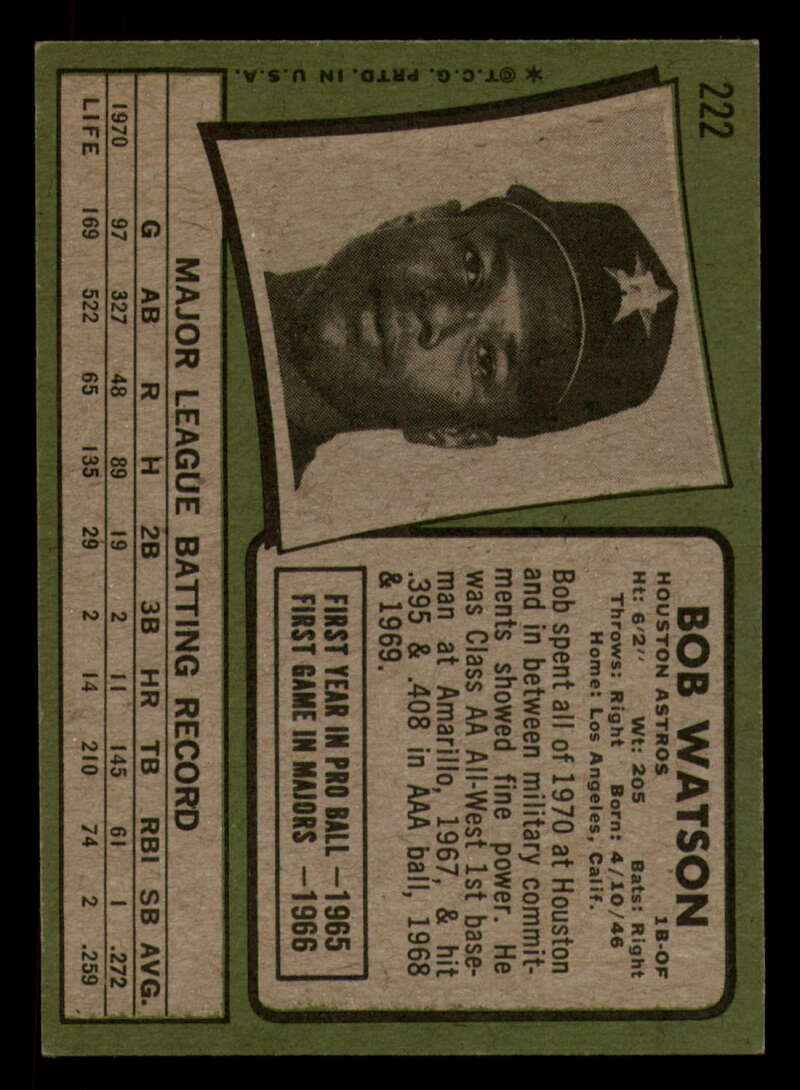 222
BOB WATSON
HOUSTON ASTROS 1B-OF
Ht: 6'2" Wt: 205 Bats: Right
Throws: Right Born: 4/10/46
Home: Los Angeles, Calif.
Bob spent all of 1970 at Houston
and in between military commit-
ments showed fine power. He
was Class AA All-West 1st base-
man at Amarillo, 1967, & hit
.395 & .408 in AAA ball, 1968
& 1969.
FIRST YEAR IN PRO BALL —1965
FIRST GAME IN MAJORS —1966
MAJOR LEAGUE BATTING RECORD
G AB R H 2B 3B HR TB RBI SB AVG.
1970 97 327 48 89 19 2 11 145 61 1 .272
LIFE 169 522 65 135 29 2 14 210 74 2 .259
*©T.C.G. PRTD. IN U.S.A.